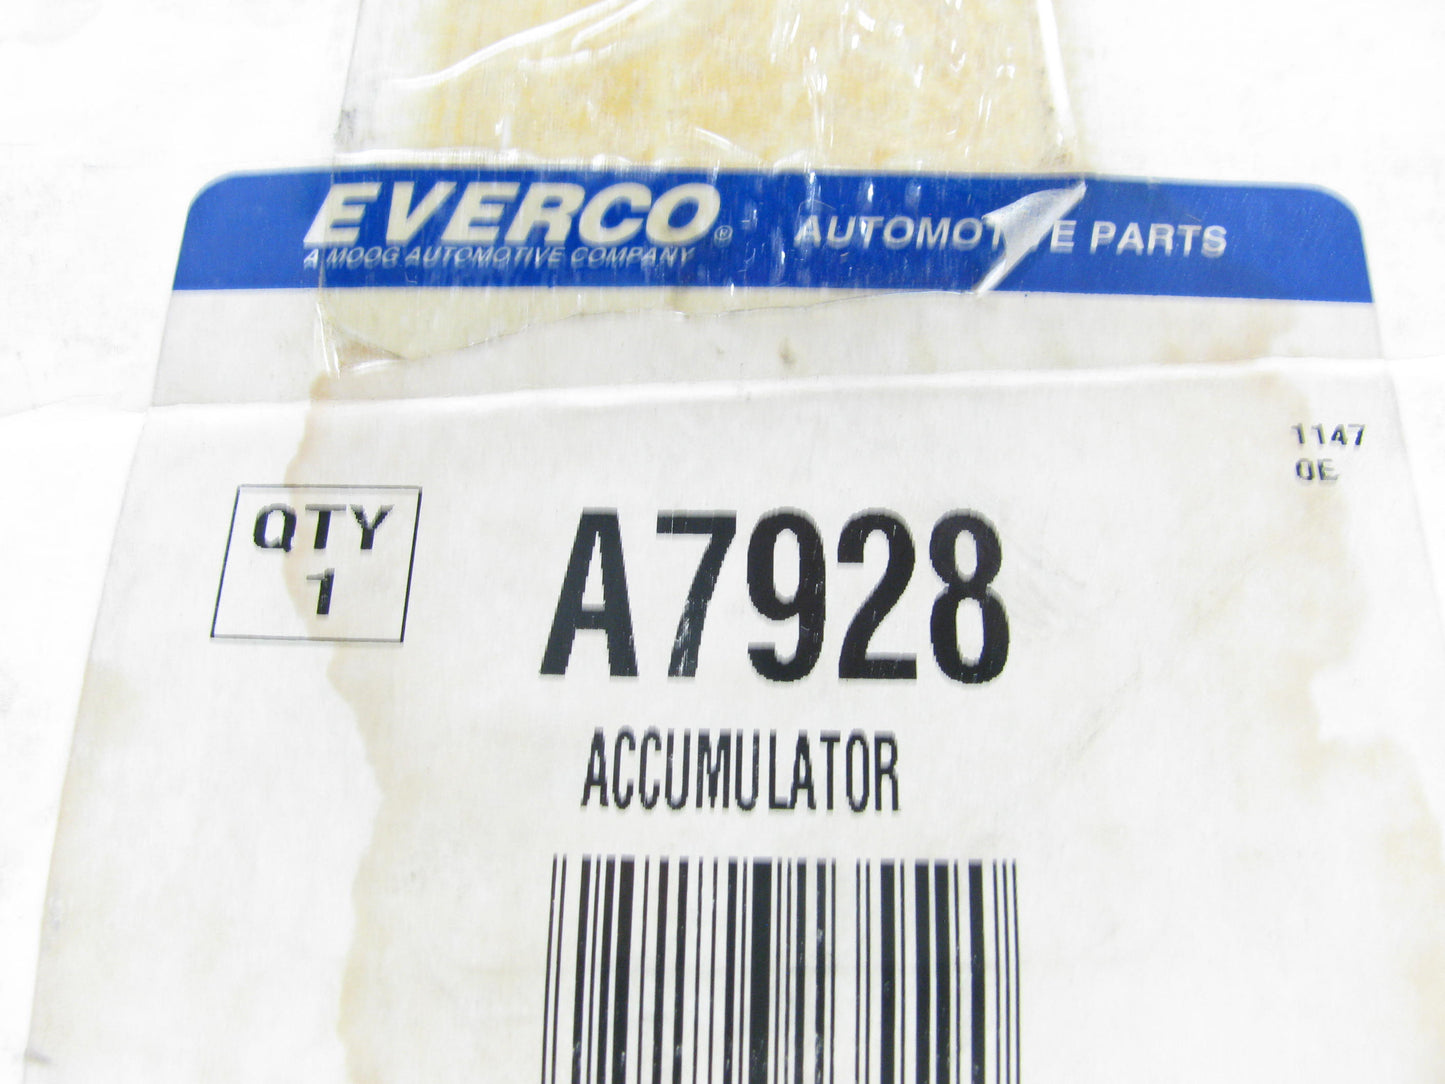 EVERCO® AUTOMOTIVE PARTS
A MOOG AUTOMOTIVE COMPANY
1147
0E
QTY
1
A7928
ACCUMULATOR